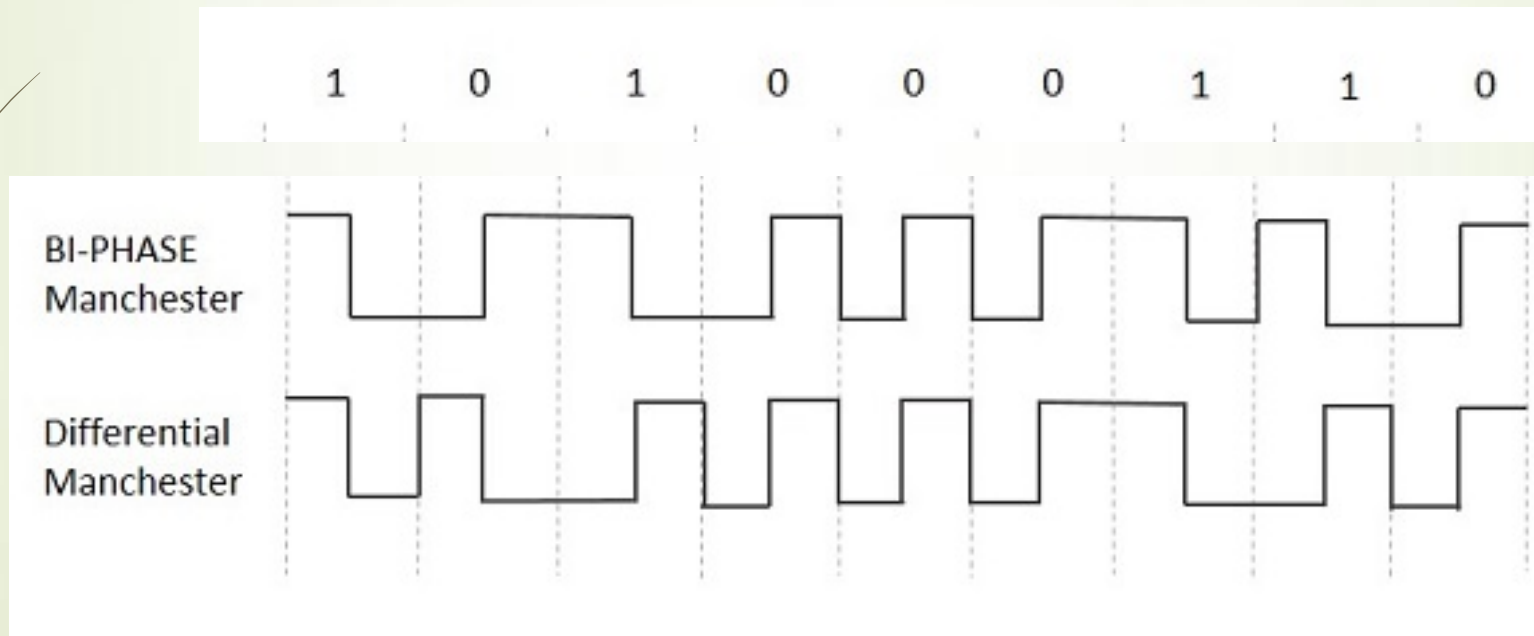 1 0 1 0 0 0 1 1 0
BI-PHASE
Manchester
Differential
Manchester